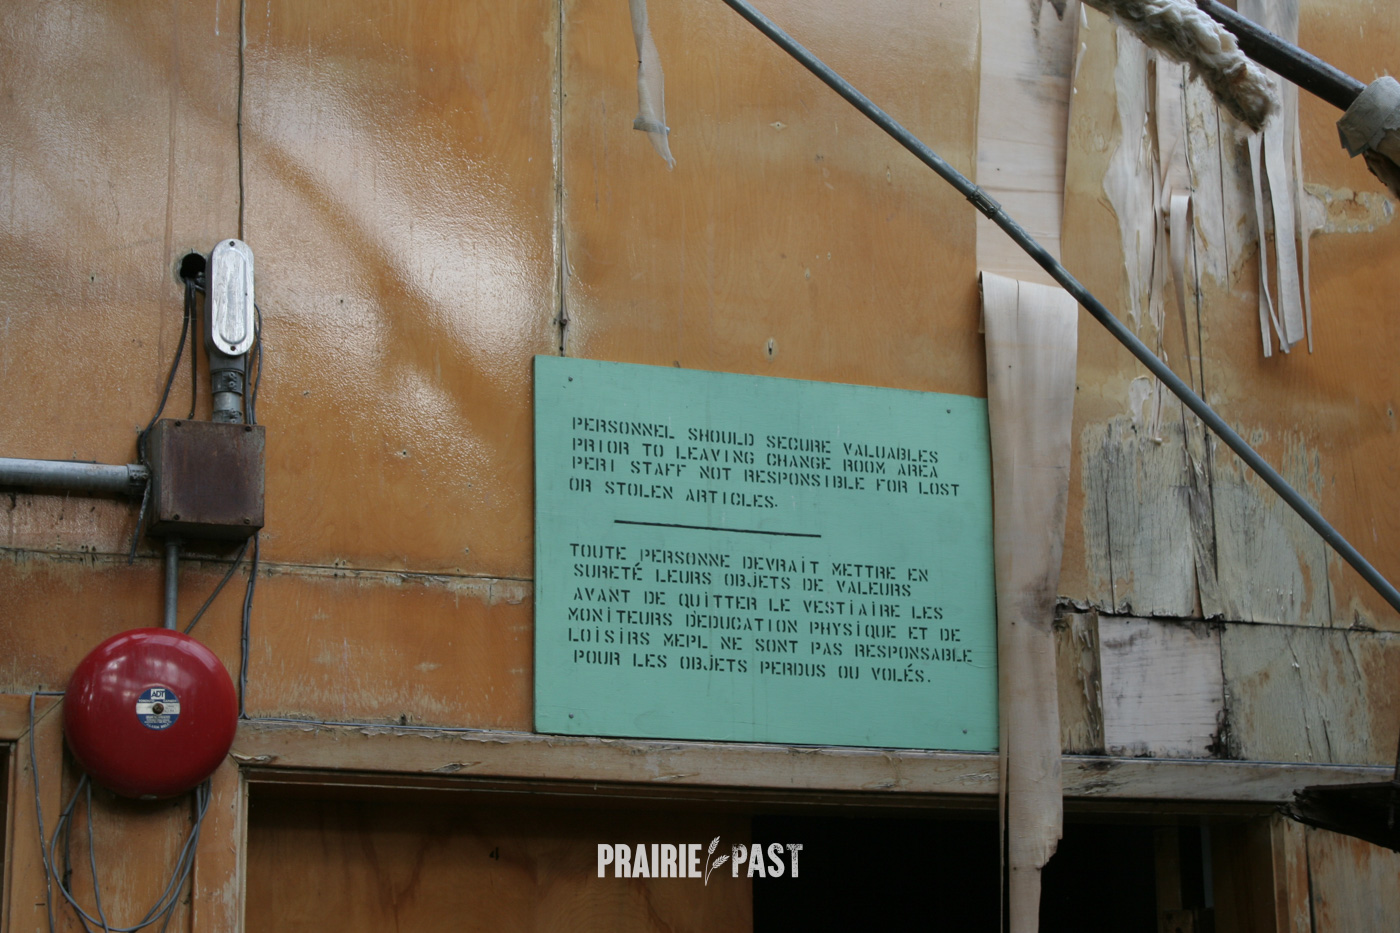 PERSONNEL SHOULD SECURE VALUABLES
PRIOR TO LEAVING CHANGE ROOM AREA
PERI STAFF NOT RESPONSIBLE FOR LOST
OR STOLEN ARTICLES.
TOUTE PERSONNE DEVRAIT METTRE EN
SURETÉ LEURS OBJETS DE VALEURS
AVANT DE QUITTER LE VESTIAIRE LES
MONITEURS D'EDUCATION PHYSIQUE ET DE
LOISIRS MEPL NE SONT PAS RESPONSABLE
POUR LES OBJETS PERDUS OU VOLÉS.
ADT
PRAIRIE PAST